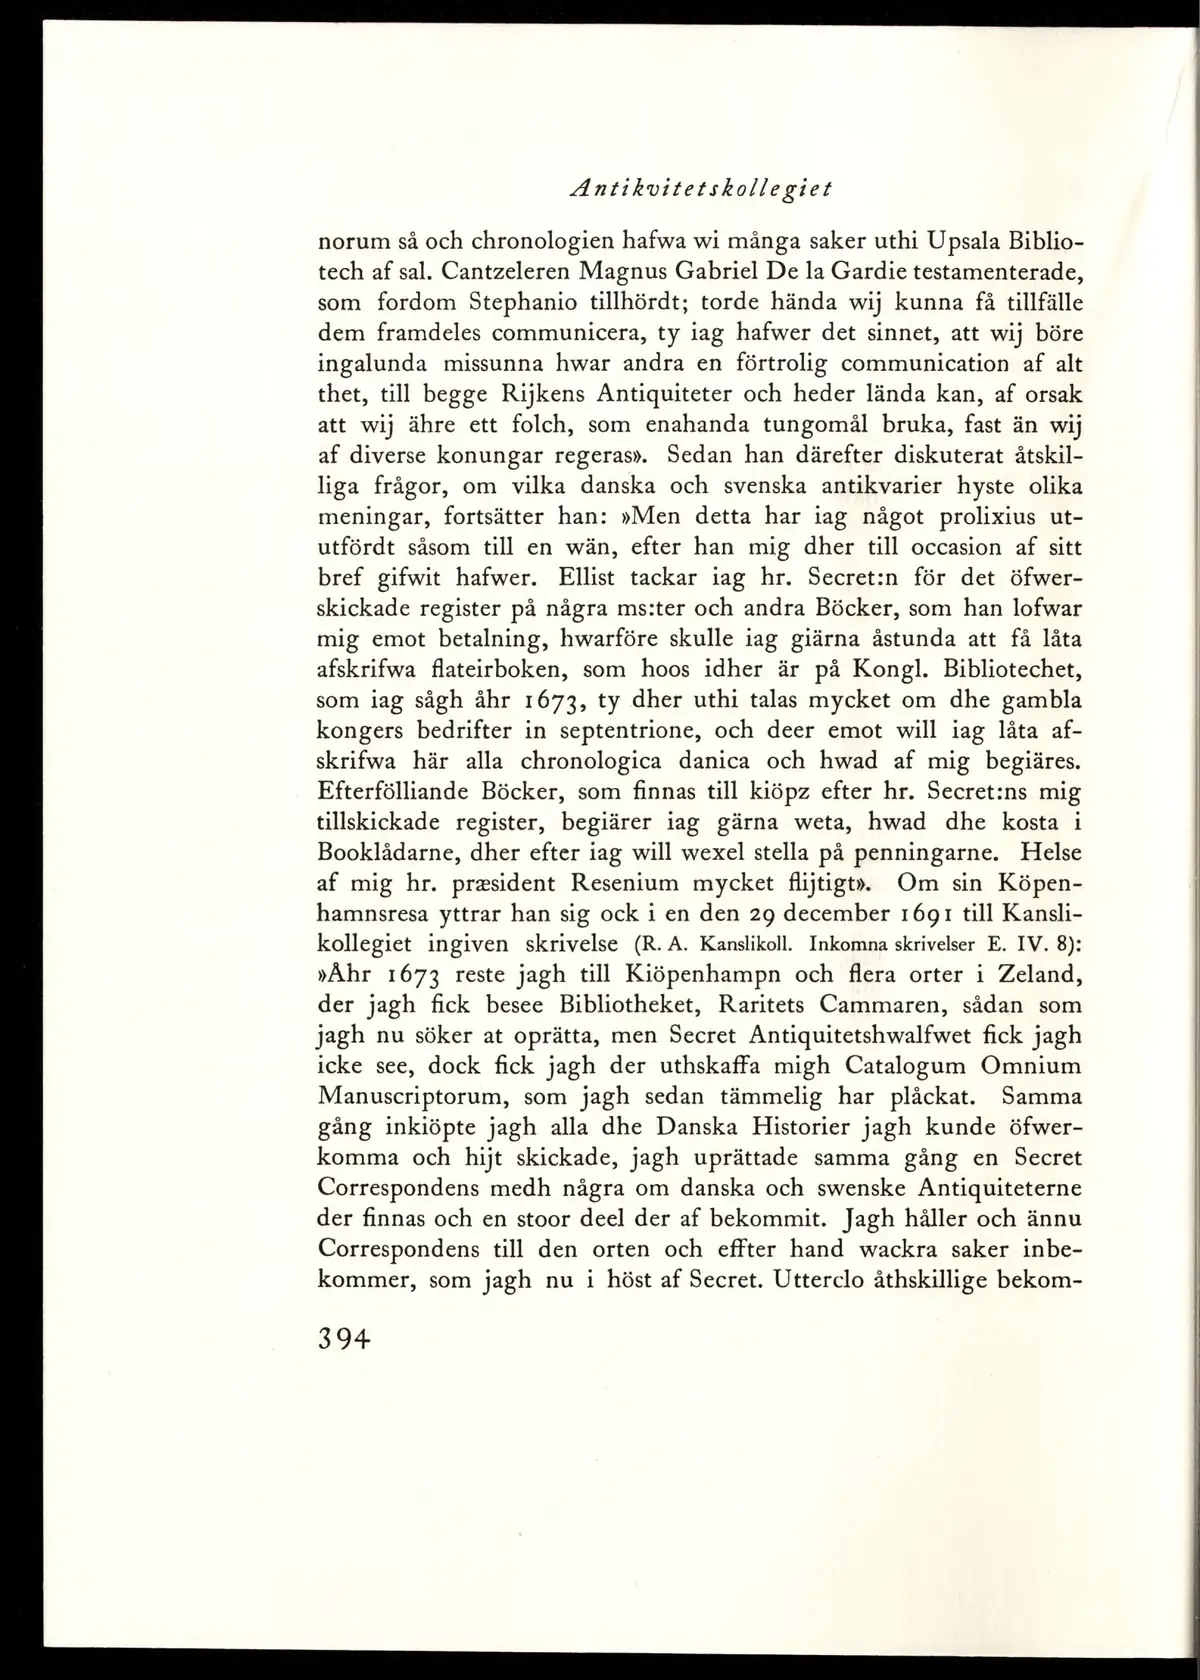 Antikvitetskollegiet
norum så och chronologien hafwa wi många saker uthi Upsala Biblio-
tech af sal. Cantzeleren Magnus Gabriel De la Gardie testamenterade,
som fordom Stephanio tillhördt; torde hända wij kunna få tillfälle
dem framdeles communicera, ty iag hafwer det sinnet, att wij böre
ingalunda missunna hwar andra en förtrolig communication af alt
thet, till begge Rijkens Antiquiteter och heder lända kan, af orsak
att wij ähre ett folch, som enahanda tungomål bruka, fast än wij
af diverse konungar regeras». Sedan han därefter diskuterat åtskil-
liga frågor, om vilka danska och svenska antikvarier hyste olika
meningar, fortsätter han: »Men detta har iag något prolixius ut-
utfördt såsom till en wän, efter han mig dher till occasion af sitt
bref gifwit hafwer. Ellist tackar iag hr. Secret:n för det öfwer-
skickade register på några ms:ter och andra Böcker, som han lofwar
mig emot betalning, hwarföre skulle iag giärna åstunda att få låta
afskrifwa flateirboken, som hoos idher är på Kongl. Bibliotechet,
som iag sågh åhr 1673, ty dher uthi talas mycket om dhe gambla
kongers bedrifter in septentrione, och deer emot will iag låta af-
skrifwa här alla chronologica danica och hwad af mig begiäres.
Efterfölliande Böcker, som finnas till kiöpz efter hr. Secret:ns mig
tillskickade register, begiärer iag gärna weta, hwad dhe kosta i
Booklådarne, dher efter iag will wexel stella på penningarne. Helse
af mig hr. præsident Resenium mycket flijtigt». Om sin Köpen-
hamnsresa yttrar han sig ock i en den 29 december 1691 till Kansli-
kollegiet ingiven skrivelse (R. A. Kanslikoll. Inkomna skrivelser E. IV. 8):
»Åhr 1673 reste jagh till Kiöpenhampn och flera orter i Zeland,
der jagh fick besee Bibliotheket, Raritets Cammaren, sådan som
jagh nu söker at oprätta, men Secret Antiquitetshwalfwet fick jagh
icke see, dock fick jagh der uthskaffa migh Catalogum Omnium
Manuscriptorum, som jagh sedan tämmelig har plåckat. Samma
gång inkiöpte jagh alla dhe Danska Historier jagh kunde öfwer-
komma och hijt skickade, jagh uprättade samma gång en Secret
Correspondens medh några om danska och swenske Antiquiteterne
der finnas och en stoor deel der af bekommit. Jagh håller och ännu
Correspondens till den orten och effter hand wackra saker inbe-
kommer, som jagh nu i höst af Secret. Utterclo åthskillige bekom-
394